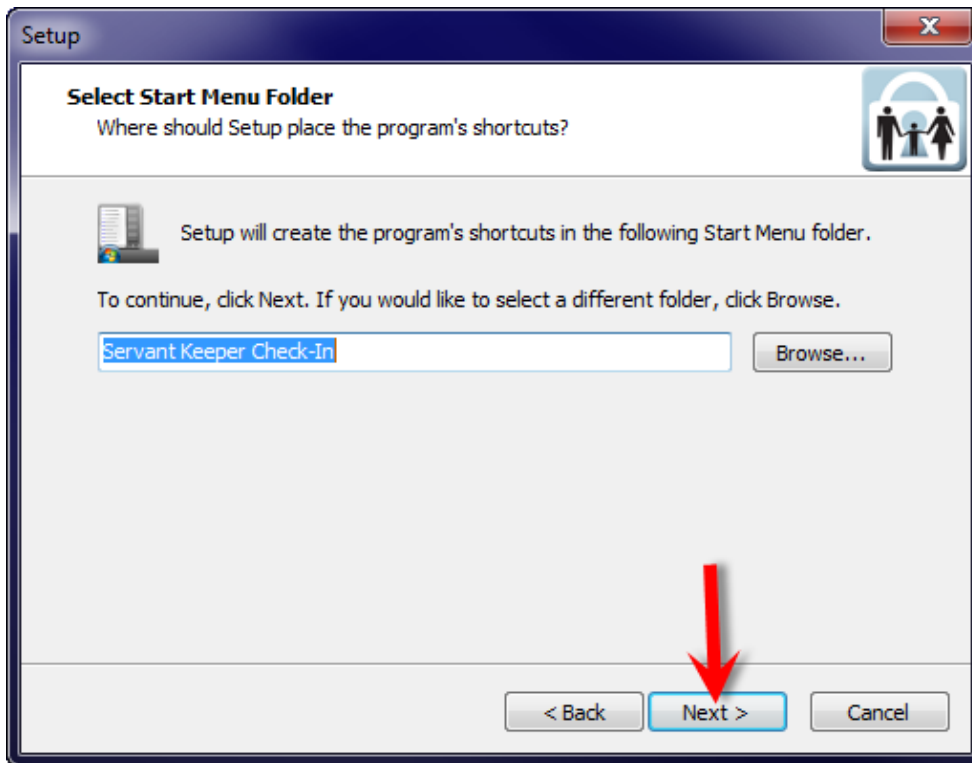 Setup
Select Start Menu Folder
Where should Setup place the program's shortcuts?
Setup will create the program's shortcuts in the following Start Menu folder.
To continue, click Next. If you would like to select a different folder, click Browse.
Servant Keeper Check-In
Browse...
< Back
Next >
Cancel